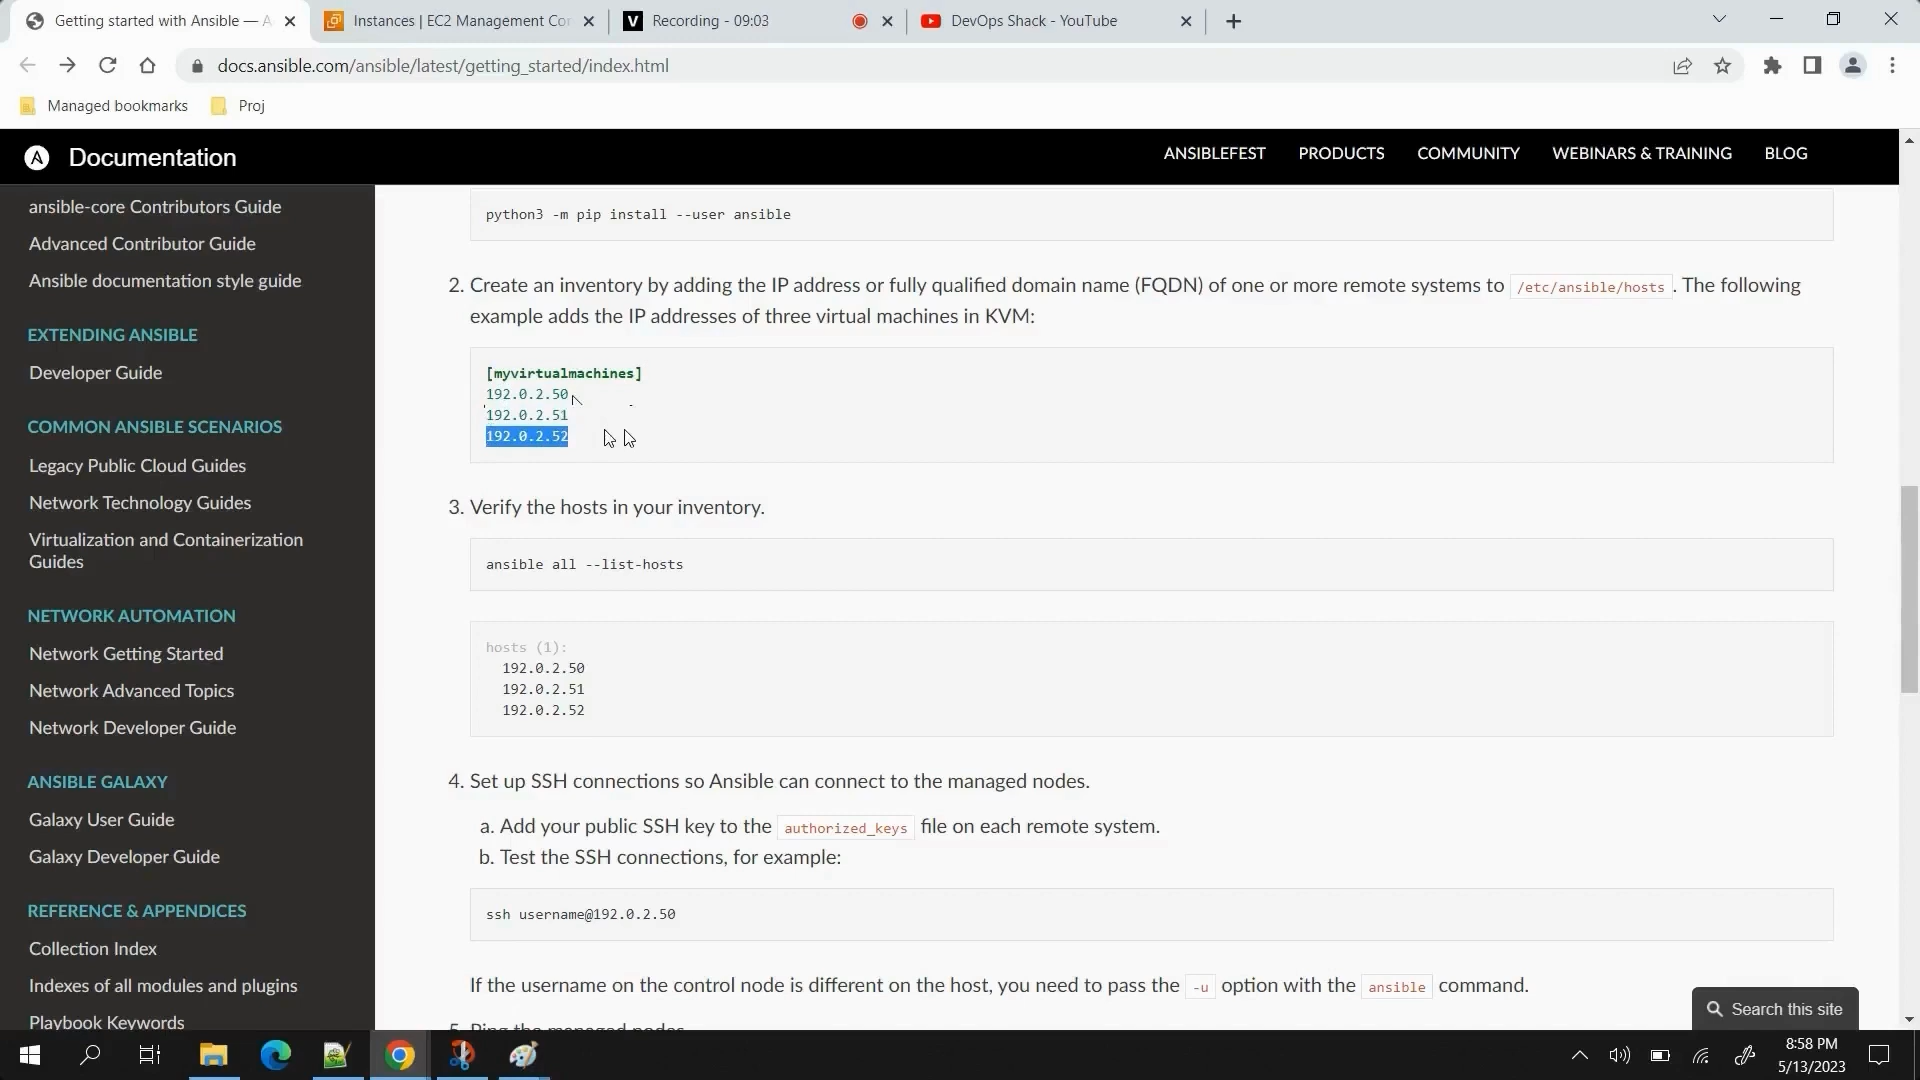 Getting started with Ansible — A
Instances | EC2 Management Con
V Recording - 09:03
DevOps Shack - YouTube
docs.ansible.com/ansible/latest/getting_started/index.html
Managed bookmarks
Proj
A Documentation
ANSIBLEFEST PRODUCTS COMMUNITY WEBINARS & TRAINING BLOG
ansible-core Contributors Guide
Advanced Contributor Guide
Ansible documentation style guide
EXTENDING ANSIBLE
Developer Guide
COMMON ANSIBLE SCENARIOS
Legacy Public Cloud Guides
Network Technology Guides
Virtualization and Containerization
Guides
NETWORK AUTOMATION
Network Getting Started
Network Advanced Topics
Network Developer Guide
ANSIBLE GALAXY
Galaxy User Guide
Galaxy Developer Guide
REFERENCE & APPENDICES
Collection Index
Indexes of all modules and plugins
Playbook Keywords
python3 -m pip install --user ansible
2. Create an inventory by adding the IP address or fully qualified domain name (FQDN) of one or more remote systems to /etc/ansible/hosts . The following
example adds the IP addresses of three virtual machines in KVM:
[myvirtualmachines]
192.0.2.50
192.0.2.51
192.0.2.52
3. Verify the hosts in your inventory.
ansible all --list-hosts
hosts (1):
192.0.2.50
192.0.2.51
192.0.2.52
4. Set up SSH connections so Ansible can connect to the managed nodes.
a. Add your public SSH key to the authorized_keys file on each remote system.
b. Test the SSH connections, for example:
ssh username@192.0.2.50
If the username on the control node is different on the host, you need to pass the -u option with the ansible command.
5. Ping the managed nodes.
Search this site
8:58 PM
5/13/2023